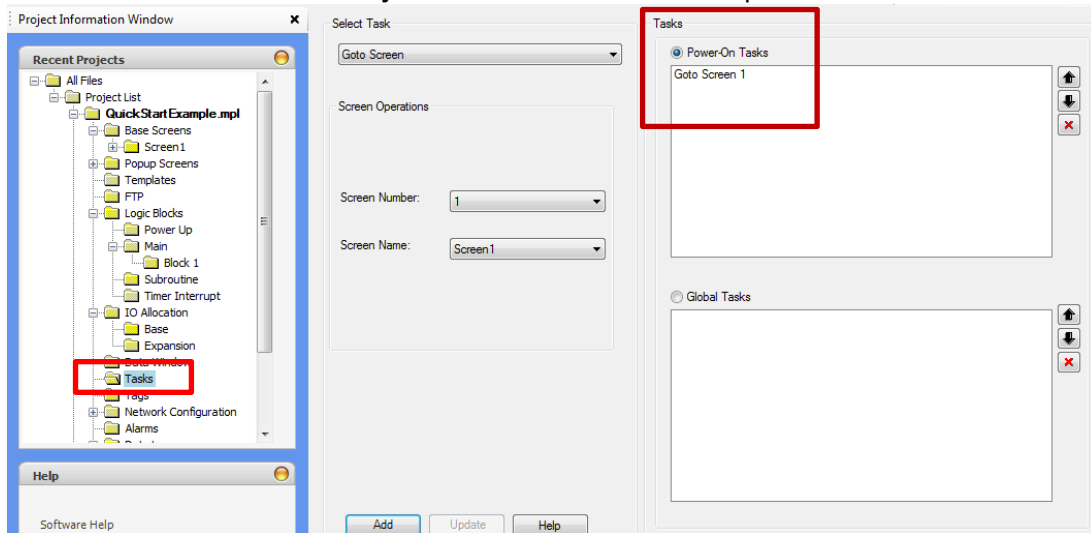 Project Information Window x
Recent Projects
All Files
Project List
QuickStartExample.mpl
Base Screens
Screen1
Popup Screens
Templates
FTP
Logic Blocks
Power Up
Main
Block 1
Subroutine
Timer Interrupt
IO Allocation
Base
Expansion
Data Window
Tasks
Tags
Network Configuration
Alarms
Help
Software Help
Select Task
Goto Screen
Screen Operations
Screen Number: 1
Screen Name: Screen1
Add Update Help
Tasks
Power-On Tasks
Goto Screen 1
Global Tasks